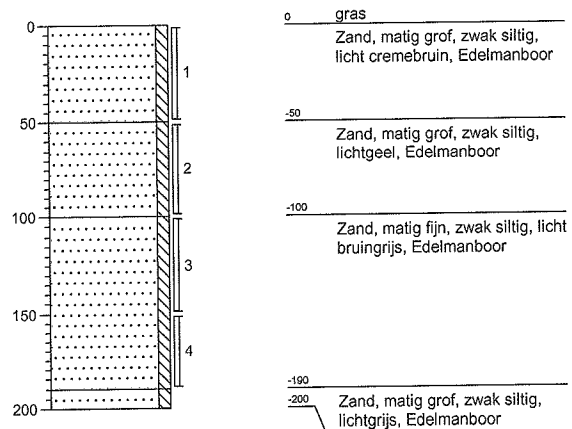 0
50
100
150
200
1
2
3
4
0 gras
Zand, matig grof, zwak siltig,
licht cremebruin, Edelmanboor
-50
Zand, matig grof, zwak siltig,
lichtgeel, Edelmanboor
-100
Zand, matig fijn, zwak siltig, licht
bruingrijs, Edelmanboor
-190
-200
Zand, matig grof, zwak siltig,
lichtgrijs, Edelmanboor